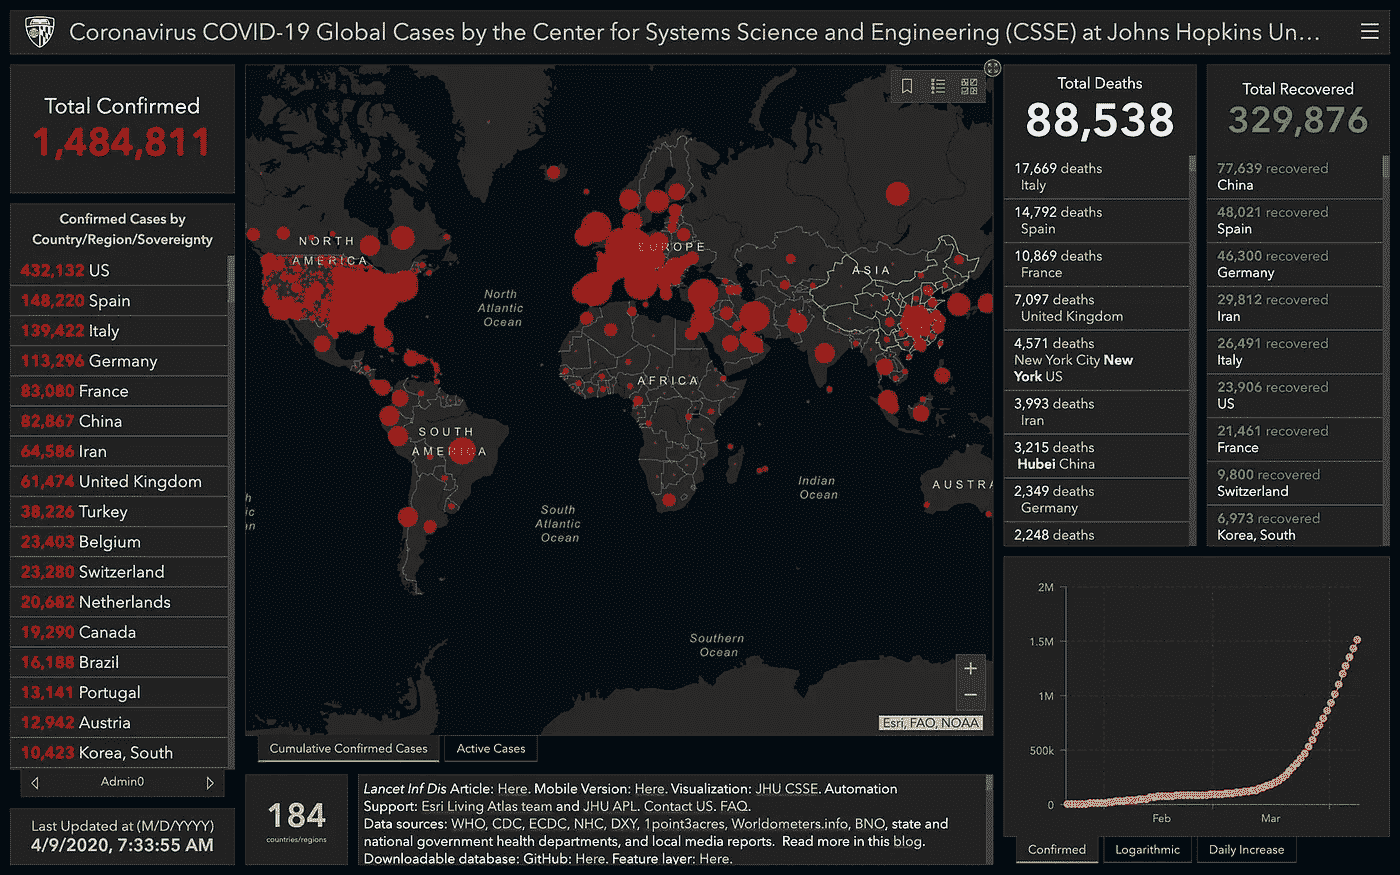 Coronavirus COVID-19 Global Cases by the Center for Systems Science and Engineering (CSSE) at Johns Hopkins Un...
Total Confirmed
1,484,811
Confirmed Cases by
Country/Region/Sovereignty
432,132 US
148,220 Spain
139,422 Italy
113,296 Germany
83,080 France
82,867 China
64,586 Iran
61,474 United Kingdom
38,226 Turkey
23,403 Belgium
23,280 Switzerland
20,682 Netherlands
19,290 Canada
16,188 Brazil
13,141 Portugal
12,942 Austria
10,423 Korea, South
Admin0
Last Updated at (M/D/YYYY)
4/9/2020, 7:33:55 AM
NORTH
AMERICA
EUROPE
ASIA
North
Atlantic
Ocean
AFRICA
SOUTH
AMERICA
Indian
Ocean
AUSTRA
h
ic
an
South
Atlantic
Ocean
Southern
Ocean
+
−
Esri, FAO, NOAA
Cumulative Confirmed Cases
Active Cases
184
countries/regions
Lancet Inf Dis Article: Here. Mobile Version: Here. Visualization: JHU CSSE. Automation
Support: Esri Living Atlas team and JHU APL. Contact US. FAQ.
Data sources: WHO, CDC, ECDC, NHC, DXY, 1point3acres, Worldometers.info, BNO, state and
national government health departments, and local media reports. Read more in this blog.
Downloadable database: GitHub: Here. Feature layer: Here.
Total Deaths
88,538
17,669 deaths
Italy
14,792 deaths
Spain
10,869 deaths
France
7,097 deaths
United Kingdom
4,571 deaths
New York City New
York US
3,993 deaths
Iran
3,215 deaths
Hubei China
2,349 deaths
Germany
2,248 deaths
Total Recovered
329,876
77,639 recovered
China
48,021 recovered
Spain
46,300 recovered
Germany
29,812 recovered
Iran
26,491 recovered
Italy
23,906 recovered
US
21,461 recovered
France
9,800 recovered
Switzerland
6,973 recovered
Korea, South
2M
1.5M
1M
500k
0
Feb
Mar
Confirmed
Logarithmic
Daily Increase